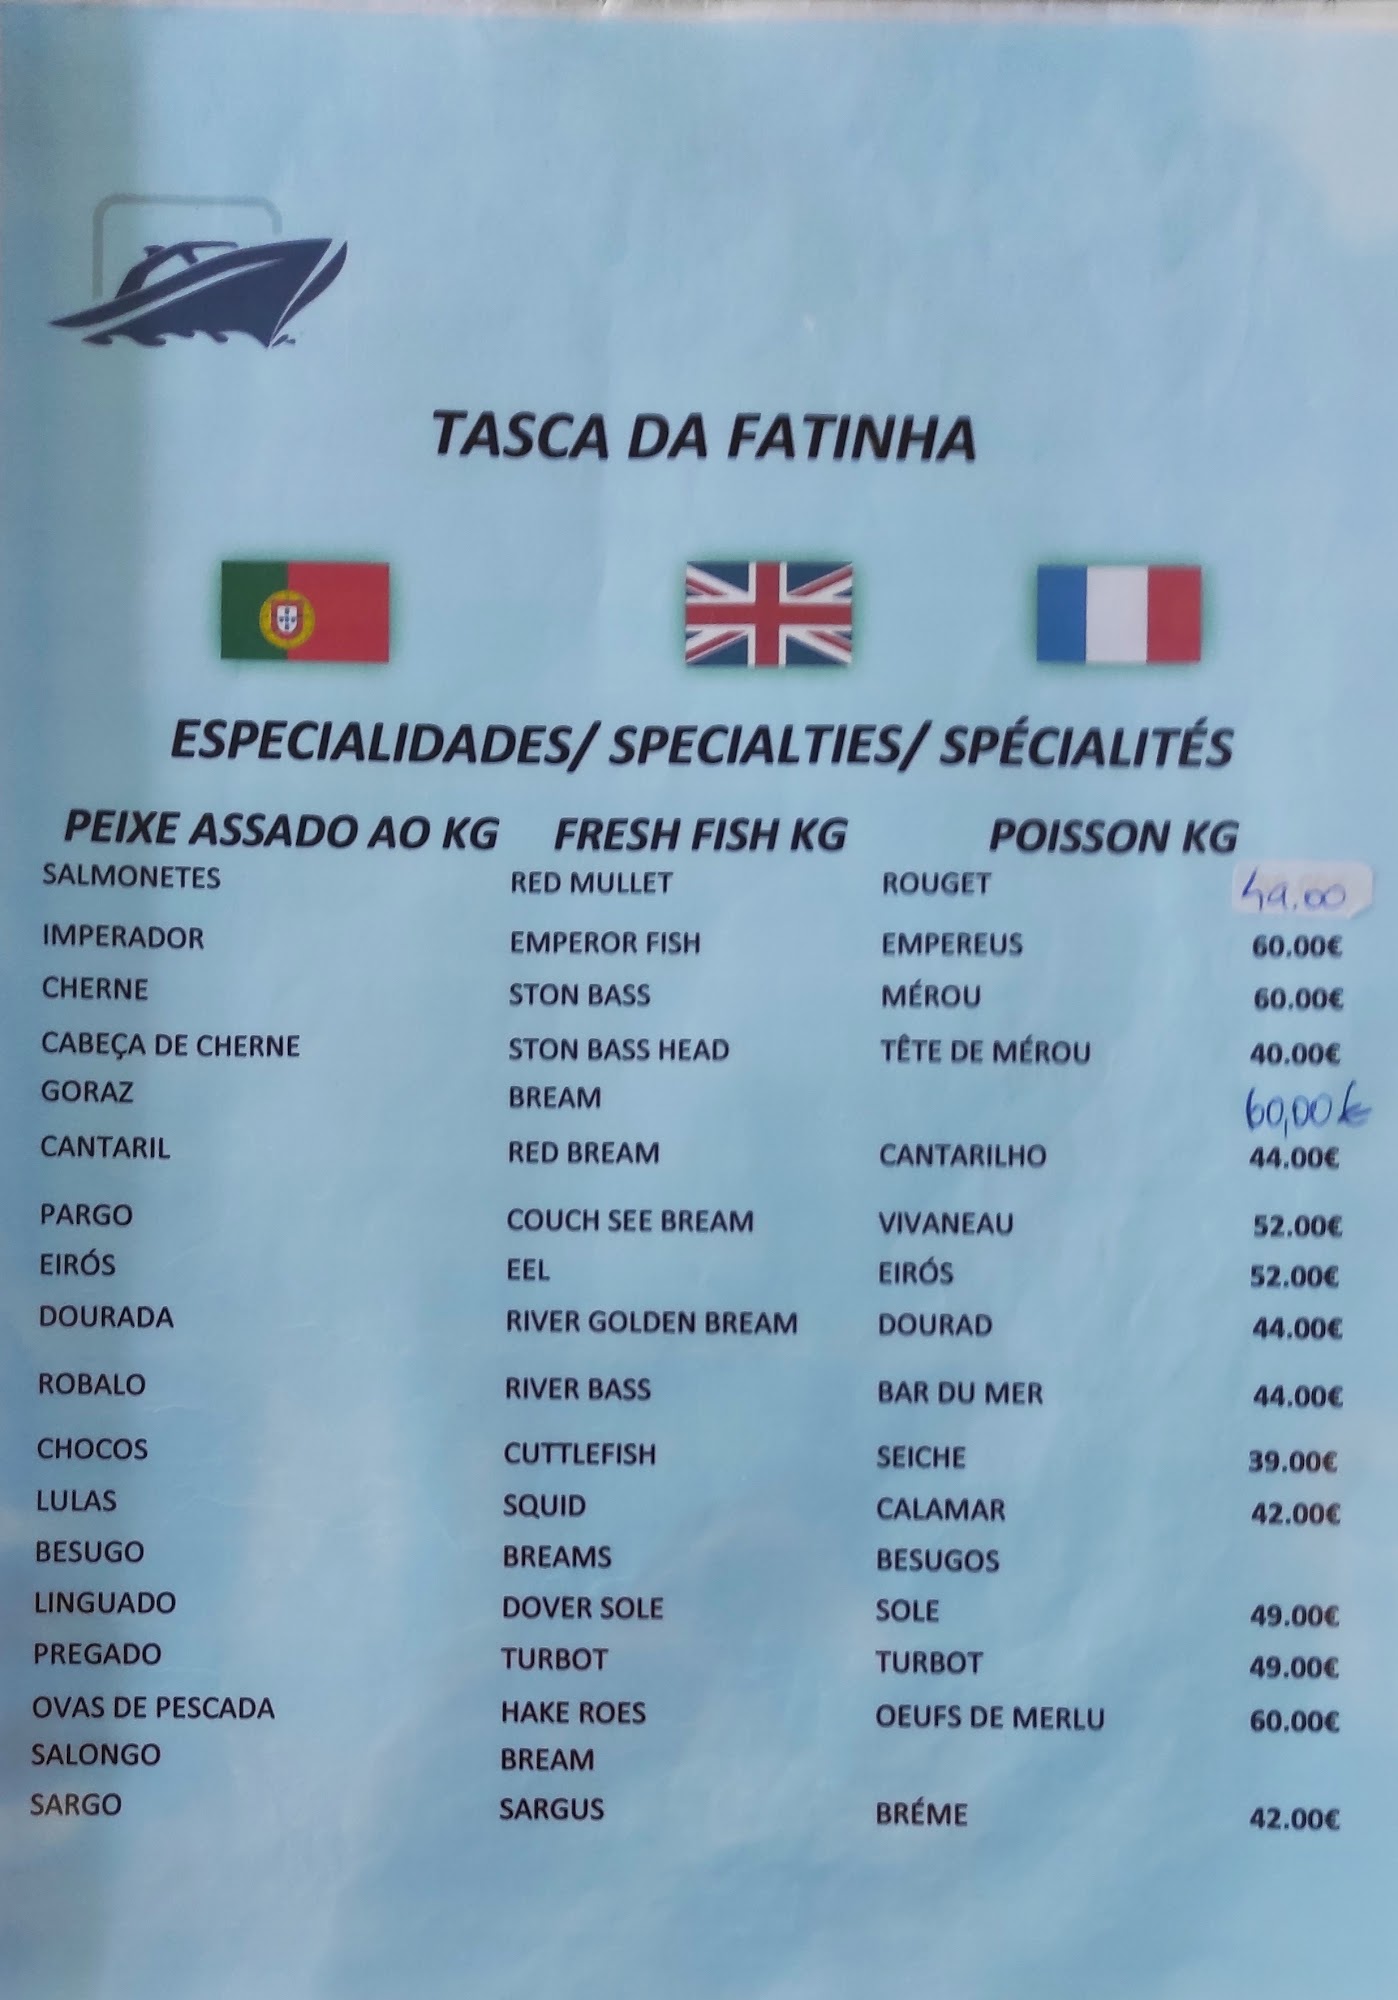 TASCA DA FATINHA
ESPECIALIDADES/ SPECIALTIES/ SPÉCIALITÉS
PEIXE ASSADO AO KG FRESH FISH KG POISSON KG
SALMONETES RED MULLET ROUGET 49.00
IMPERADOR EMPEROR FISH EMPEREUS 60.00€
CHERNE STON BASS MÉROU 60.00€
CABEÇA DE CHERNE STON BASS HEAD TÊTE DE MÉROU 40.00€
GORAZ BREAM 60,00€
CANTARIL RED BREAM CANTARILHO 44.00€
PARGO COUCH SEE BREAM VIVANEAU 52.00€
EIRÓS EEL EIRÓS 52.00€
DOURADA RIVER GOLDEN BREAM DOURAD 44.00€
ROBALO RIVER BASS BAR DU MER 44.00€
CHOCOS CUTTLEFISH SEICHE 39.00€
LULAS SQUID CALAMAR 42.00€
BESUGO BREAMS BESUGOS
LINGUADO DOVER SOLE SOLE 49.00€
PREGADO TURBOT TURBOT 49.00€
OVAS DE PESCADA HAKE ROES OEUFS DE MERLU 60.00€
SALONGO BREAM
SARGO SARGUS BRÉME 42.00€